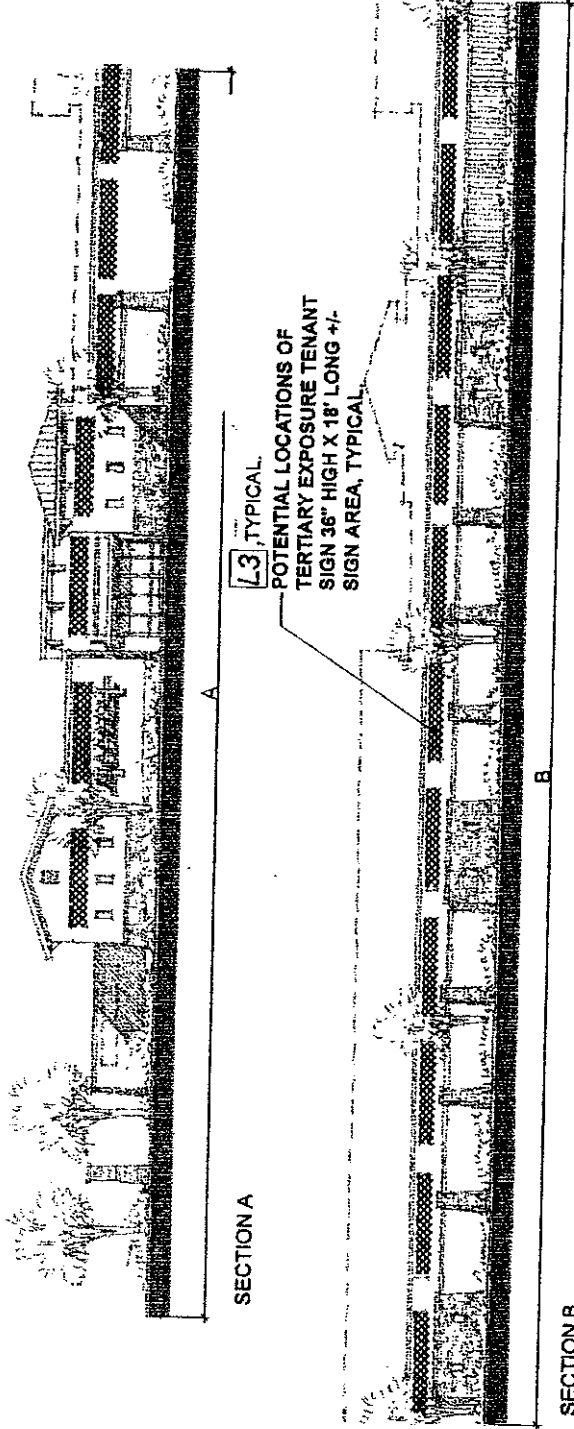 A
SECTION A
L3, TYPICAL.
POTENTIAL LOCATIONS OF
TERTIARY EXPOSURE TENANT
SIGN 36" HIGH X 18' LONG +/-
SIGN AREA, TYPICAL.
B
SECTION B